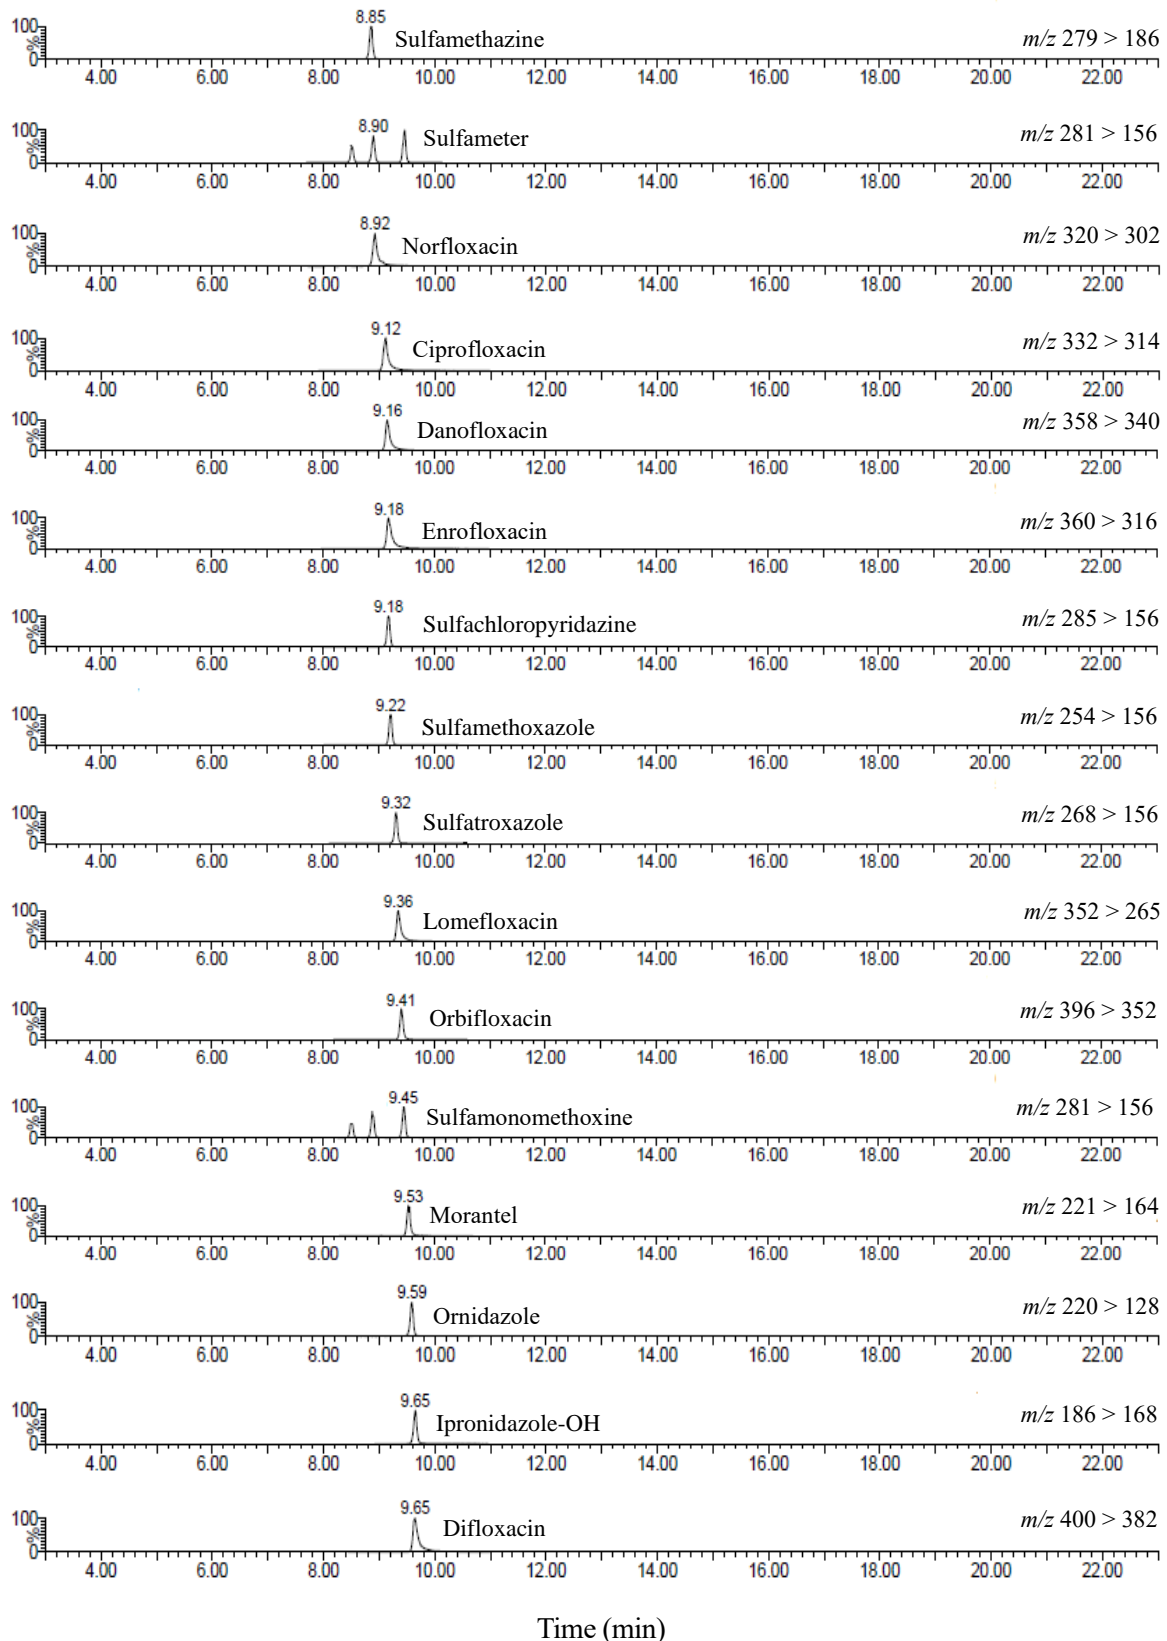 8.85
100
%
0
Sulfamethazine
m/z 279 > 186
4.00 6.00 8.00 10.00 12.00 14.00 16.00 18.00 20.00 22.00
8.90
100
%
0
Sulfameter
m/z 281 > 156
4.00 6.00 8.00 10.00 12.00 14.00 16.00 18.00 20.00 22.00
8.92
100
%
0
Norfloxacin
m/z 320 > 302
4.00 6.00 8.00 10.00 12.00 14.00 16.00 18.00 20.00 22.00
9.12
100
%
0
Ciprofloxacin
m/z 332 > 314
4.00 6.00 8.00 10.00 12.00 14.00 16.00 18.00 20.00 22.00
9.16
100
%
0
Danofloxacin
m/z 358 > 340
4.00 6.00 8.00 10.00 12.00 14.00 16.00 18.00 20.00 22.00
9.18
100
%
0
Enrofloxacin
m/z 360 > 316
4.00 6.00 8.00 10.00 12.00 14.00 16.00 18.00 20.00 22.00
9.18
100
%
0
Sulfachloropyridazine
m/z 285 > 156
4.00 6.00 8.00 10.00 12.00 14.00 16.00 18.00 20.00 22.00
9.22
100
%
0
Sulfamethoxazole
m/z 254 > 156
4.00 6.00 8.00 10.00 12.00 14.00 16.00 18.00 20.00 22.00
9.32
100
%
0
Sulfatroxazole
m/z 268 > 156
4.00 6.00 8.00 10.00 12.00 14.00 16.00 18.00 20.00 22.00
9.36
100
%
0
Lomefloxacin
m/z 352 > 265
4.00 6.00 8.00 10.00 12.00 14.00 16.00 18.00 20.00 22.00
9.41
100
%
0
Orbifloxacin
m/z 396 > 352
4.00 6.00 8.00 10.00 12.00 14.00 16.00 18.00 20.00 22.00
9.45
100
%
0
Sulfamonomethoxine
m/z 281 > 156
4.00 6.00 8.00 10.00 12.00 14.00 16.00 18.00 20.00 22.00
9.53
100
%
0
Morantel
m/z 221 > 164
4.00 6.00 8.00 10.00 12.00 14.00 16.00 18.00 20.00 22.00
9.59
100
%
0
Ornidazole
m/z 220 > 128
4.00 6.00 8.00 10.00 12.00 14.00 16.00 18.00 20.00 22.00
9.65
100
%
0
Ipronidazole-OH
m/z 186 > 168
4.00 6.00 8.00 10.00 12.00 14.00 16.00 18.00 20.00 22.00
9.65
100
%
0
Difloxacin
m/z 400 > 382
4.00 6.00 8.00 10.00 12.00 14.00 16.00 18.00 20.00 22.00
Time (min)